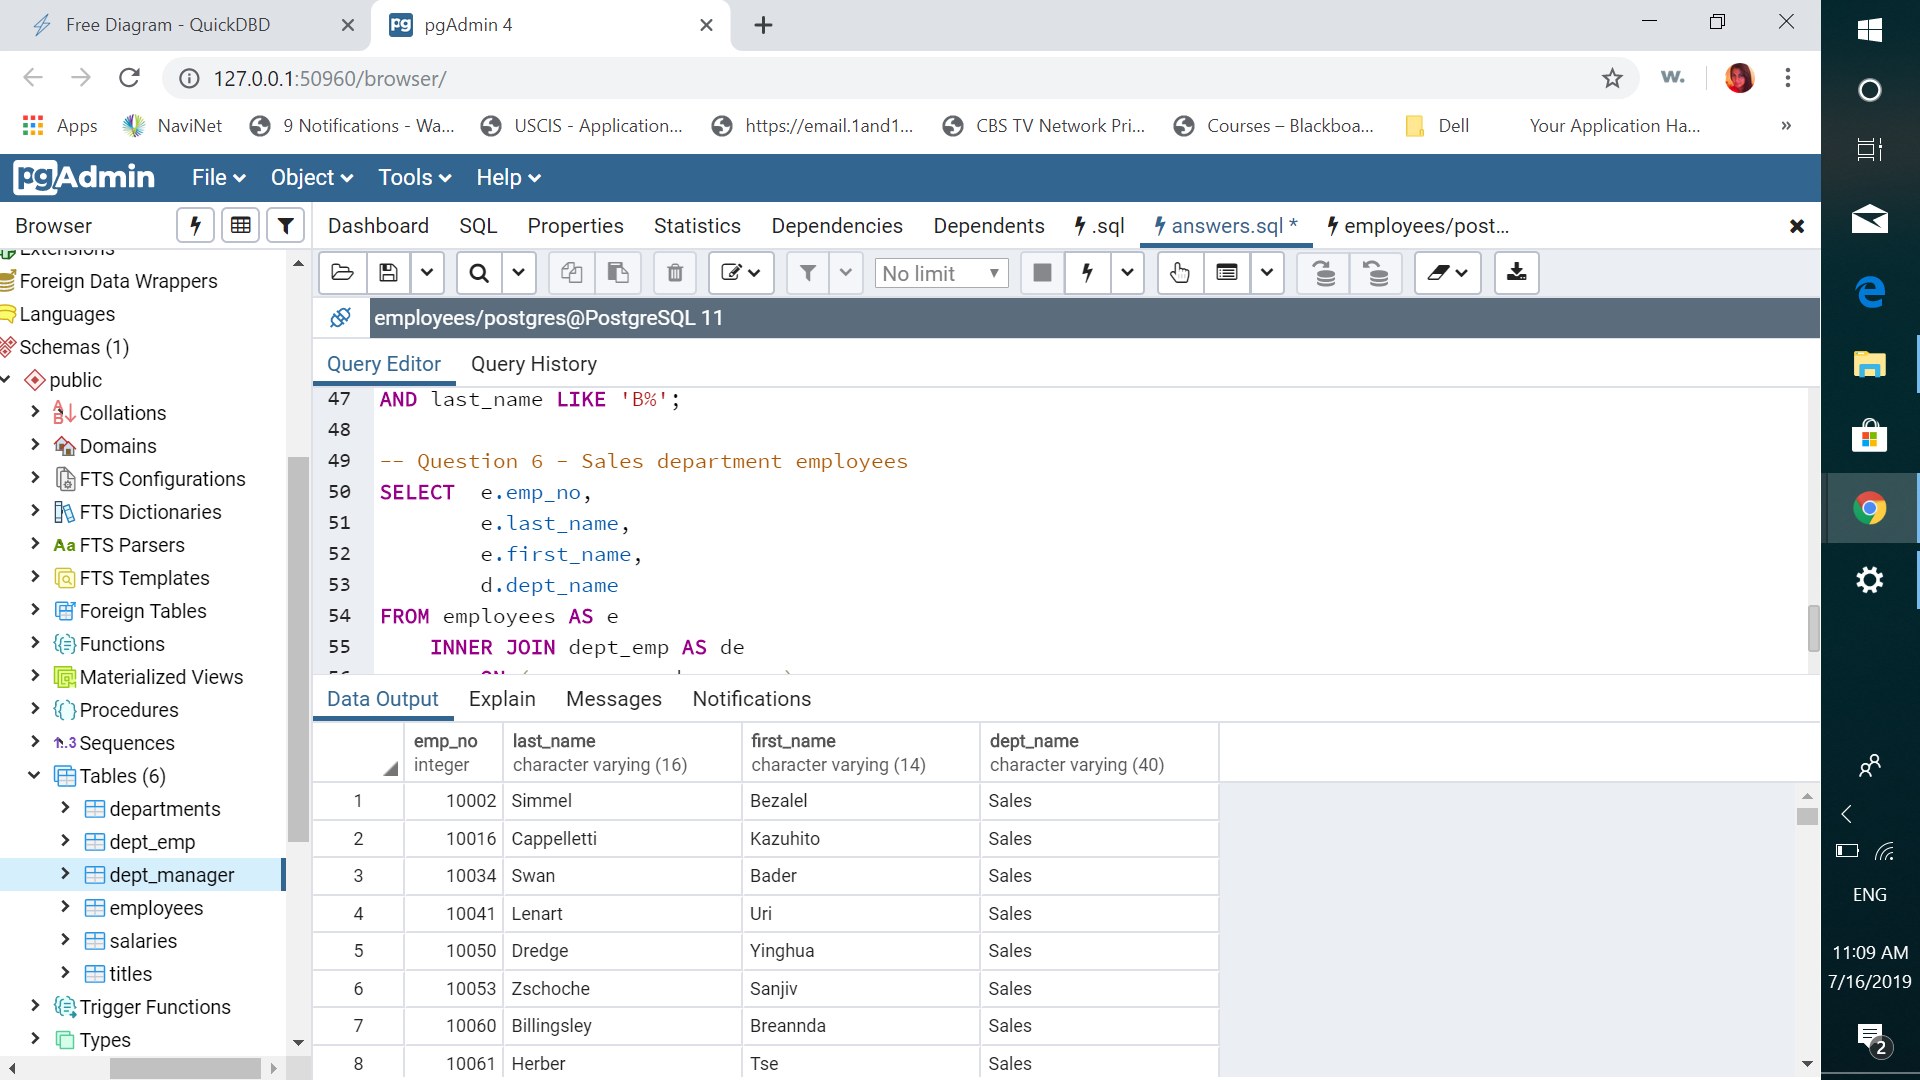 Free Diagram - QuickDBD
pgAdmin 4
127.0.0.1:50960/browser/
w.
Apps
NaviNet
9 Notifications - Wa...
USCIS - Application...
https://email.1and1...
CBS TV Network Pri...
Courses – Blackboa...
Dell
Your Application Ha...
»
pgAdmin
File
Object
Tools
Help
Browser
Dashboard
SQL
Properties
Statistics
Dependencies
Dependents
.sql
answers.sql *
employees/post...
Extensions
Foreign Data Wrappers
Languages
Schemas (1)
public
Collations
Domains
FTS Configurations
FTS Dictionaries
Aa FTS Parsers
FTS Templates
Foreign Tables
Functions
Materialized Views
Procedures
1..3 Sequences
Tables (6)
departments
dept_emp
dept_manager
employees
salaries
titles
Trigger Functions
Types
No limit
employees/postgres@PostgreSQL 11
Query Editor
Query History
47 AND last_name LIKE 'B%';
48
49 -- Question 6 - Sales department employees
50 SELECT e.emp_no,
51 e.last_name,
52 e.first_name,
53 d.dept_name
54 FROM employees AS e
55 INNER JOIN dept_emp AS de
Data Output
Explain
Messages
Notifications
emp_no integer
last_name character varying (16)
first_name character varying (14)
dept_name character varying (40)
1 10002 Simmel Bezalel Sales
2 10016 Cappelletti Kazuhito Sales
3 10034 Swan Bader Sales
4 10041 Lenart Uri Sales
5 10050 Dredge Yinghua Sales
6 10053 Zschoche Sanjiv Sales
7 10060 Billingsley Breannda Sales
8 10061 Herber Tse Sales
ENG
11:09 AM
7/16/2019
2